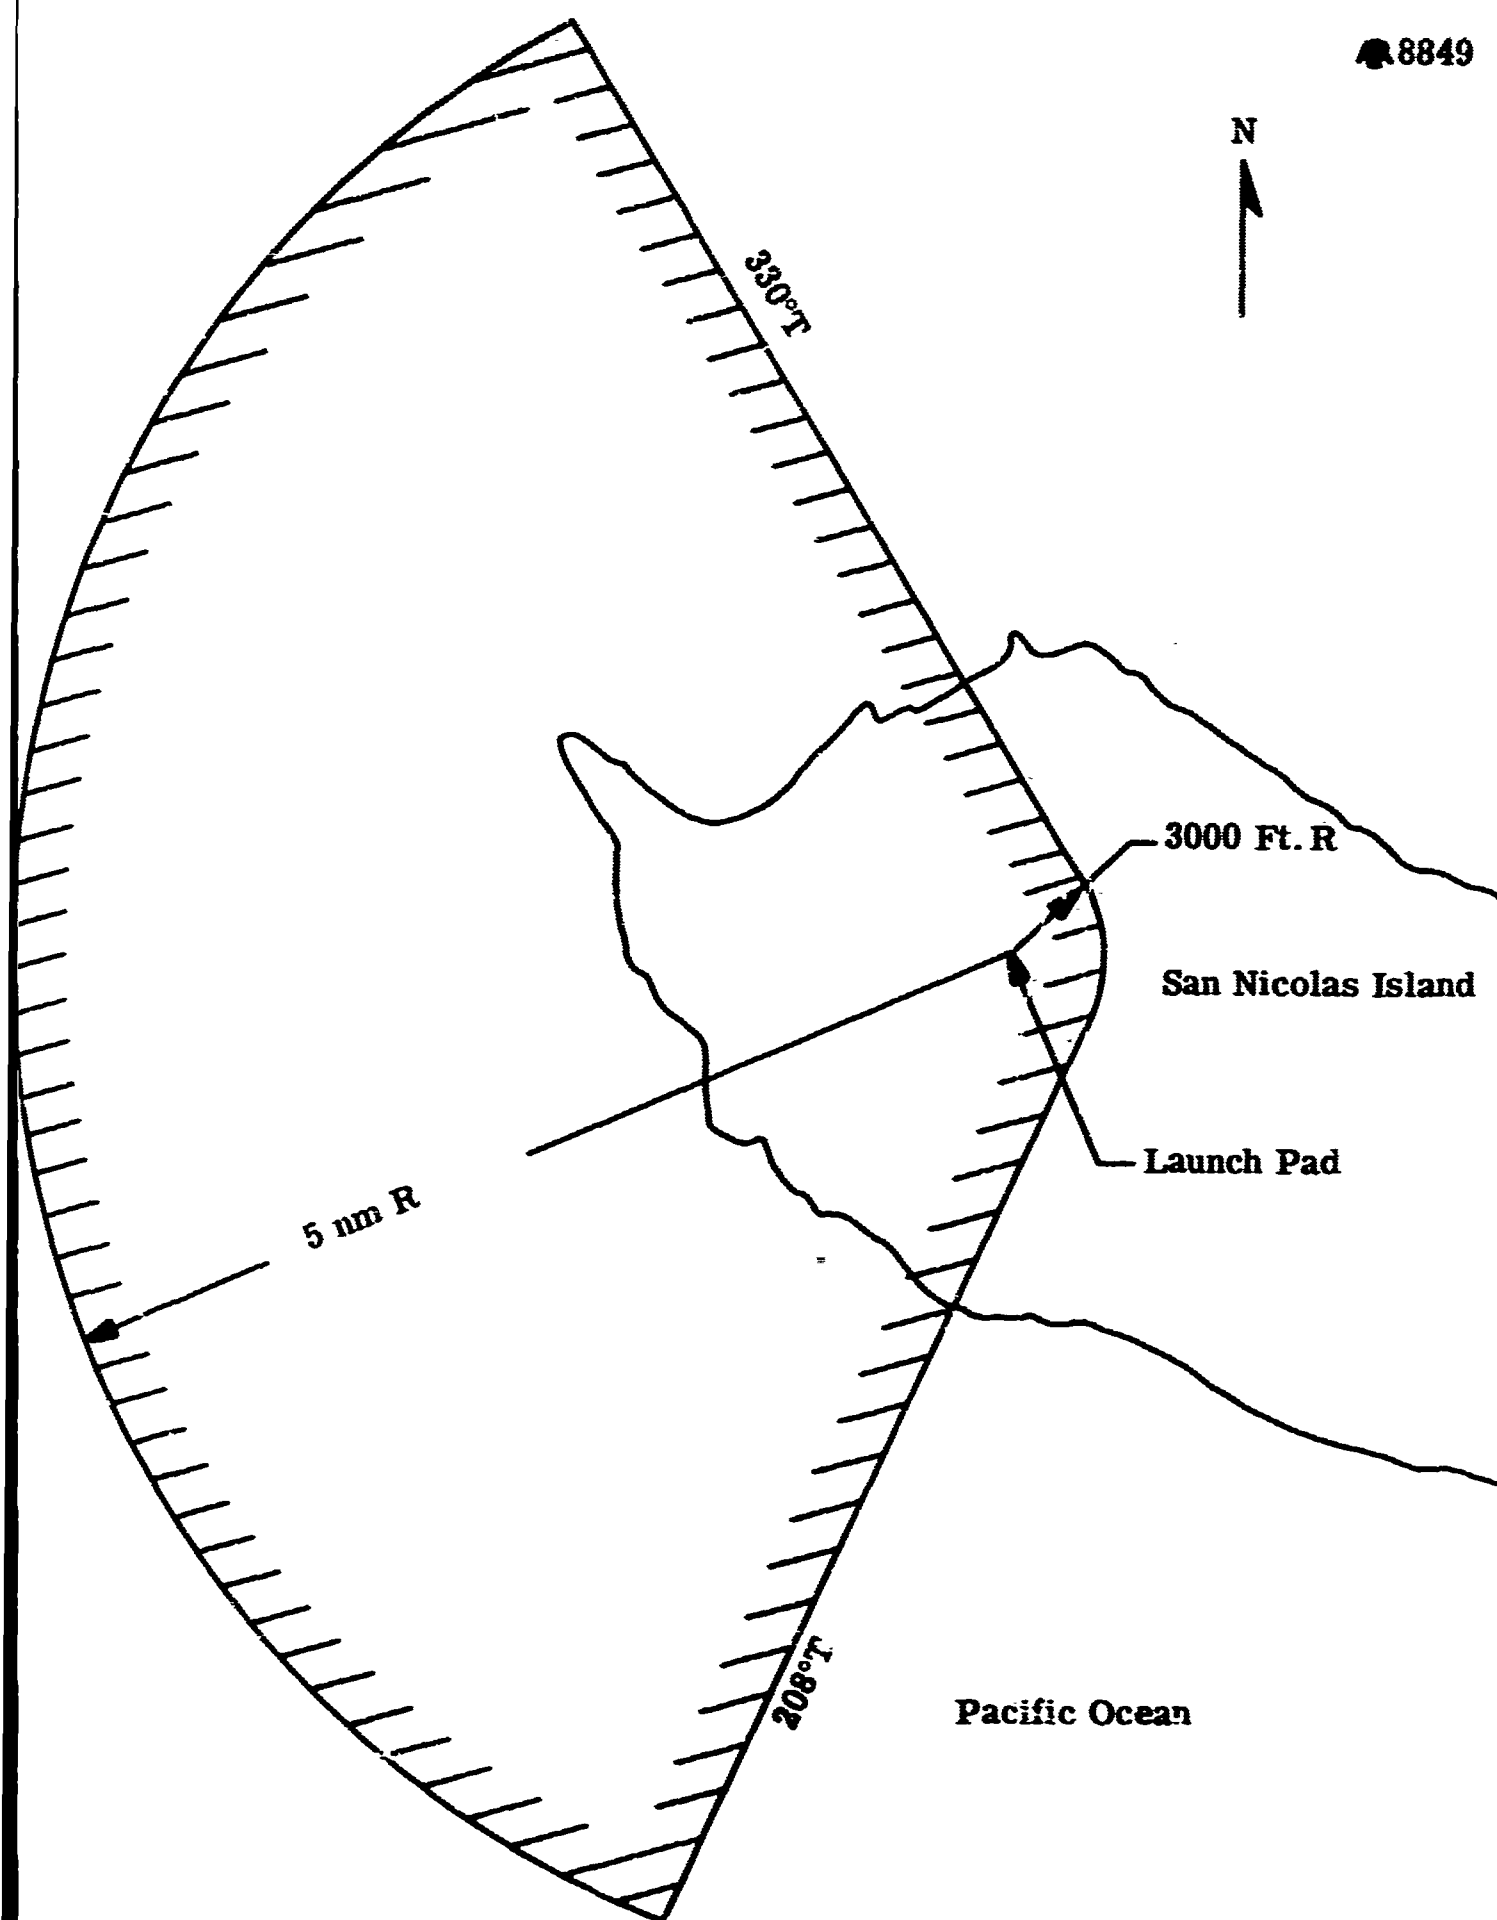 8849
N
330°T
3000 Ft. R
San Nicolas Island
Launch Pad
5 nm R
208°T
Pacific Ocean